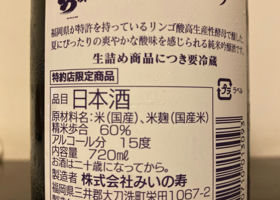 福岡県が特許を持っているリンゴ酸高生産性酵母で醸した、
夏にぴったりの爽やかな酸味を感じられる純米吟醸酒です。
生詰め商品につき要冷蔵
特約店限定商品
品目 日本酒
原材料名:米(国産)、米麹(国産米)
精米歩合 60%
アルコール分 15度
内容量 720㎖
お酒は二十歳になってから。
製造者 株式会社みいの寿
福岡県三井郡大刀洗町栄田1067-2
プラ
ラベル